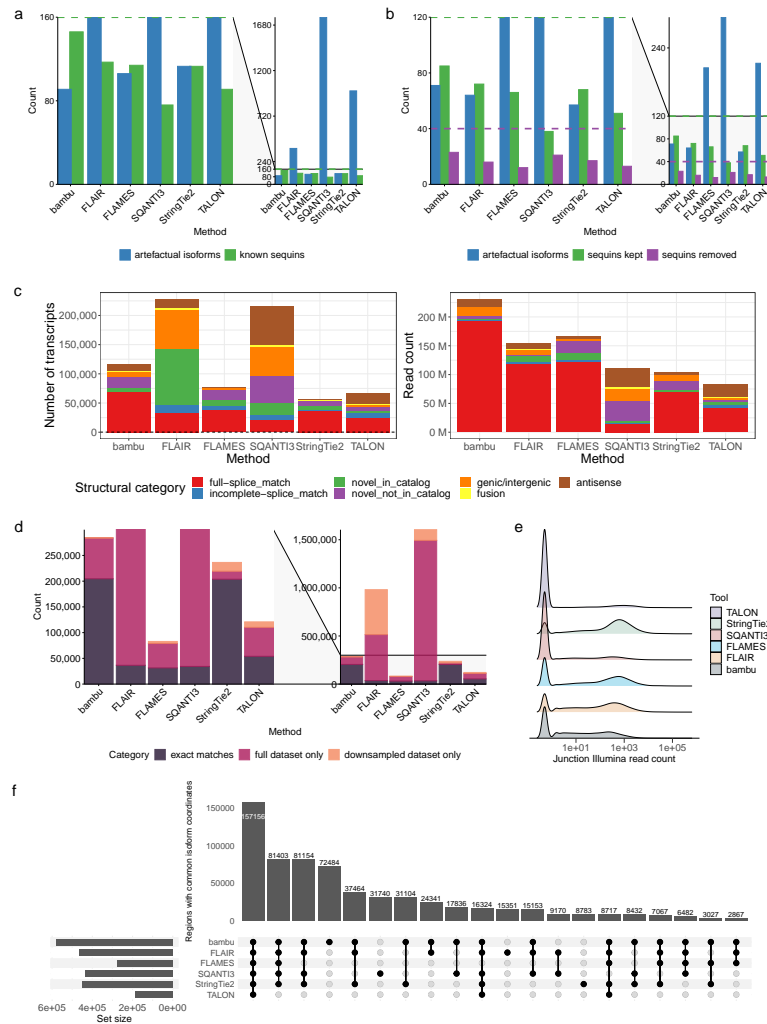 a
b
160
80
0
Count
bambu
FLAIR
FLAMES
SQANTI3
StringTie2
TALON
1680
1200
720
240
160
80
0
bambu
FLAIR
FLAMES
SQANTI3
StringTie2
TALON
Method
artefactual isoforms
known sequins
120
80
40
0
Count
bambu
FLAIR
FLAMES
SQANTI3
StringTie2
TALON
240
120
80
40
0
bambu
FLAIR
FLAMES
SQANTI3
StringTie2
TALON
Method
artefactual isoforms
sequins kept
sequins removed
c
Number of transcripts
200,000
150,000
100,000
50,000
0
bambu
FLAIR
FLAMES
SQANTI3
StringTie2
TALON
Method
Read count
200 M
150 M
100 M
50 M
0 M
bambu
FLAIR
FLAMES
SQANTI3
StringTie2
TALON
Method
Structural category
full-splice_match
incomplete-splice_match
novel_in_catalog
novel_not_in_catalog
genic/intergenic
fusion
antisense
d
Count
250,000
200,000
150,000
100,000
50,000
0
bambu
FLAIR
FLAMES
SQANTI3
StringTie2
TALON
1,500,000
1,000,000
500,000
300,000
0
bambu
FLAIR
FLAMES
SQANTI3
StringTie2
TALON
Method
Category
exact matches
full dataset only
downsampled dataset only
e
1e+01
1e+03
1e+05
Junction Illumina read count
Tool
TALON
StringTie2
SQANTI3
FLAMES
FLAIR
bambu
f
Regions with common isoform coordinates
150000
100000
50000
0
157156
81403
81154
72484
37464
31740
31104
24341
17836
16324
15351
15153
9170
8783
8717
8432
7067
6482
3027
2867
bambu
FLAIR
FLAMES
SQANTI3
StringTie2
TALON
6e+05
4e+05
2e+05
0e+00
Set size